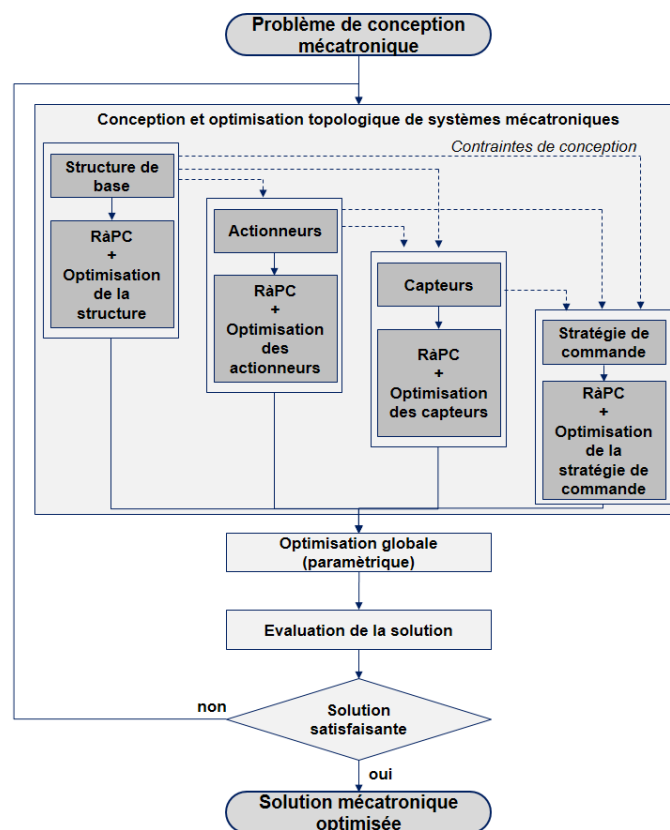 Problème de conception
mécatronique
Conception et optimisation topologique de systèmes mécatroniques
Contraintes de conception
Structure de
base
RàPC
+
Optimisation
de la
structure
Actionneurs
RàPC
+
Optimisation
des
actionneurs
Capteurs
RàPC
+
Optimisation
des capteurs
Stratégie de
commande
RàPC
+
Optimisation
de la
stratégie de
commande
Optimisation globale
(paramètrique)
Evaluation de la solution
non
Solution
satisfaisante
oui
Solution mécatronique
optimisée